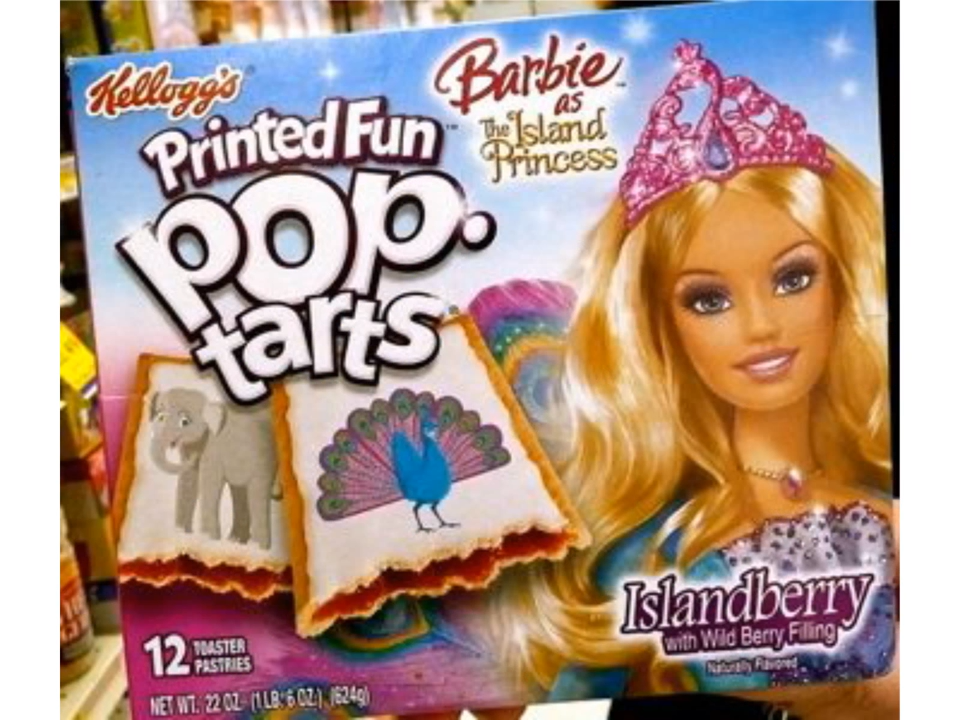 Kellogg's
Printed Fun
pop.
tarts
Barbie™
as
The Island
Princess
Islandberry
with Wild Berry Filling
Naturally Flavored
12 TOASTER
PASTRIES
NET WT. 22 OZ. (1 LB. 6 OZ.) (624g)